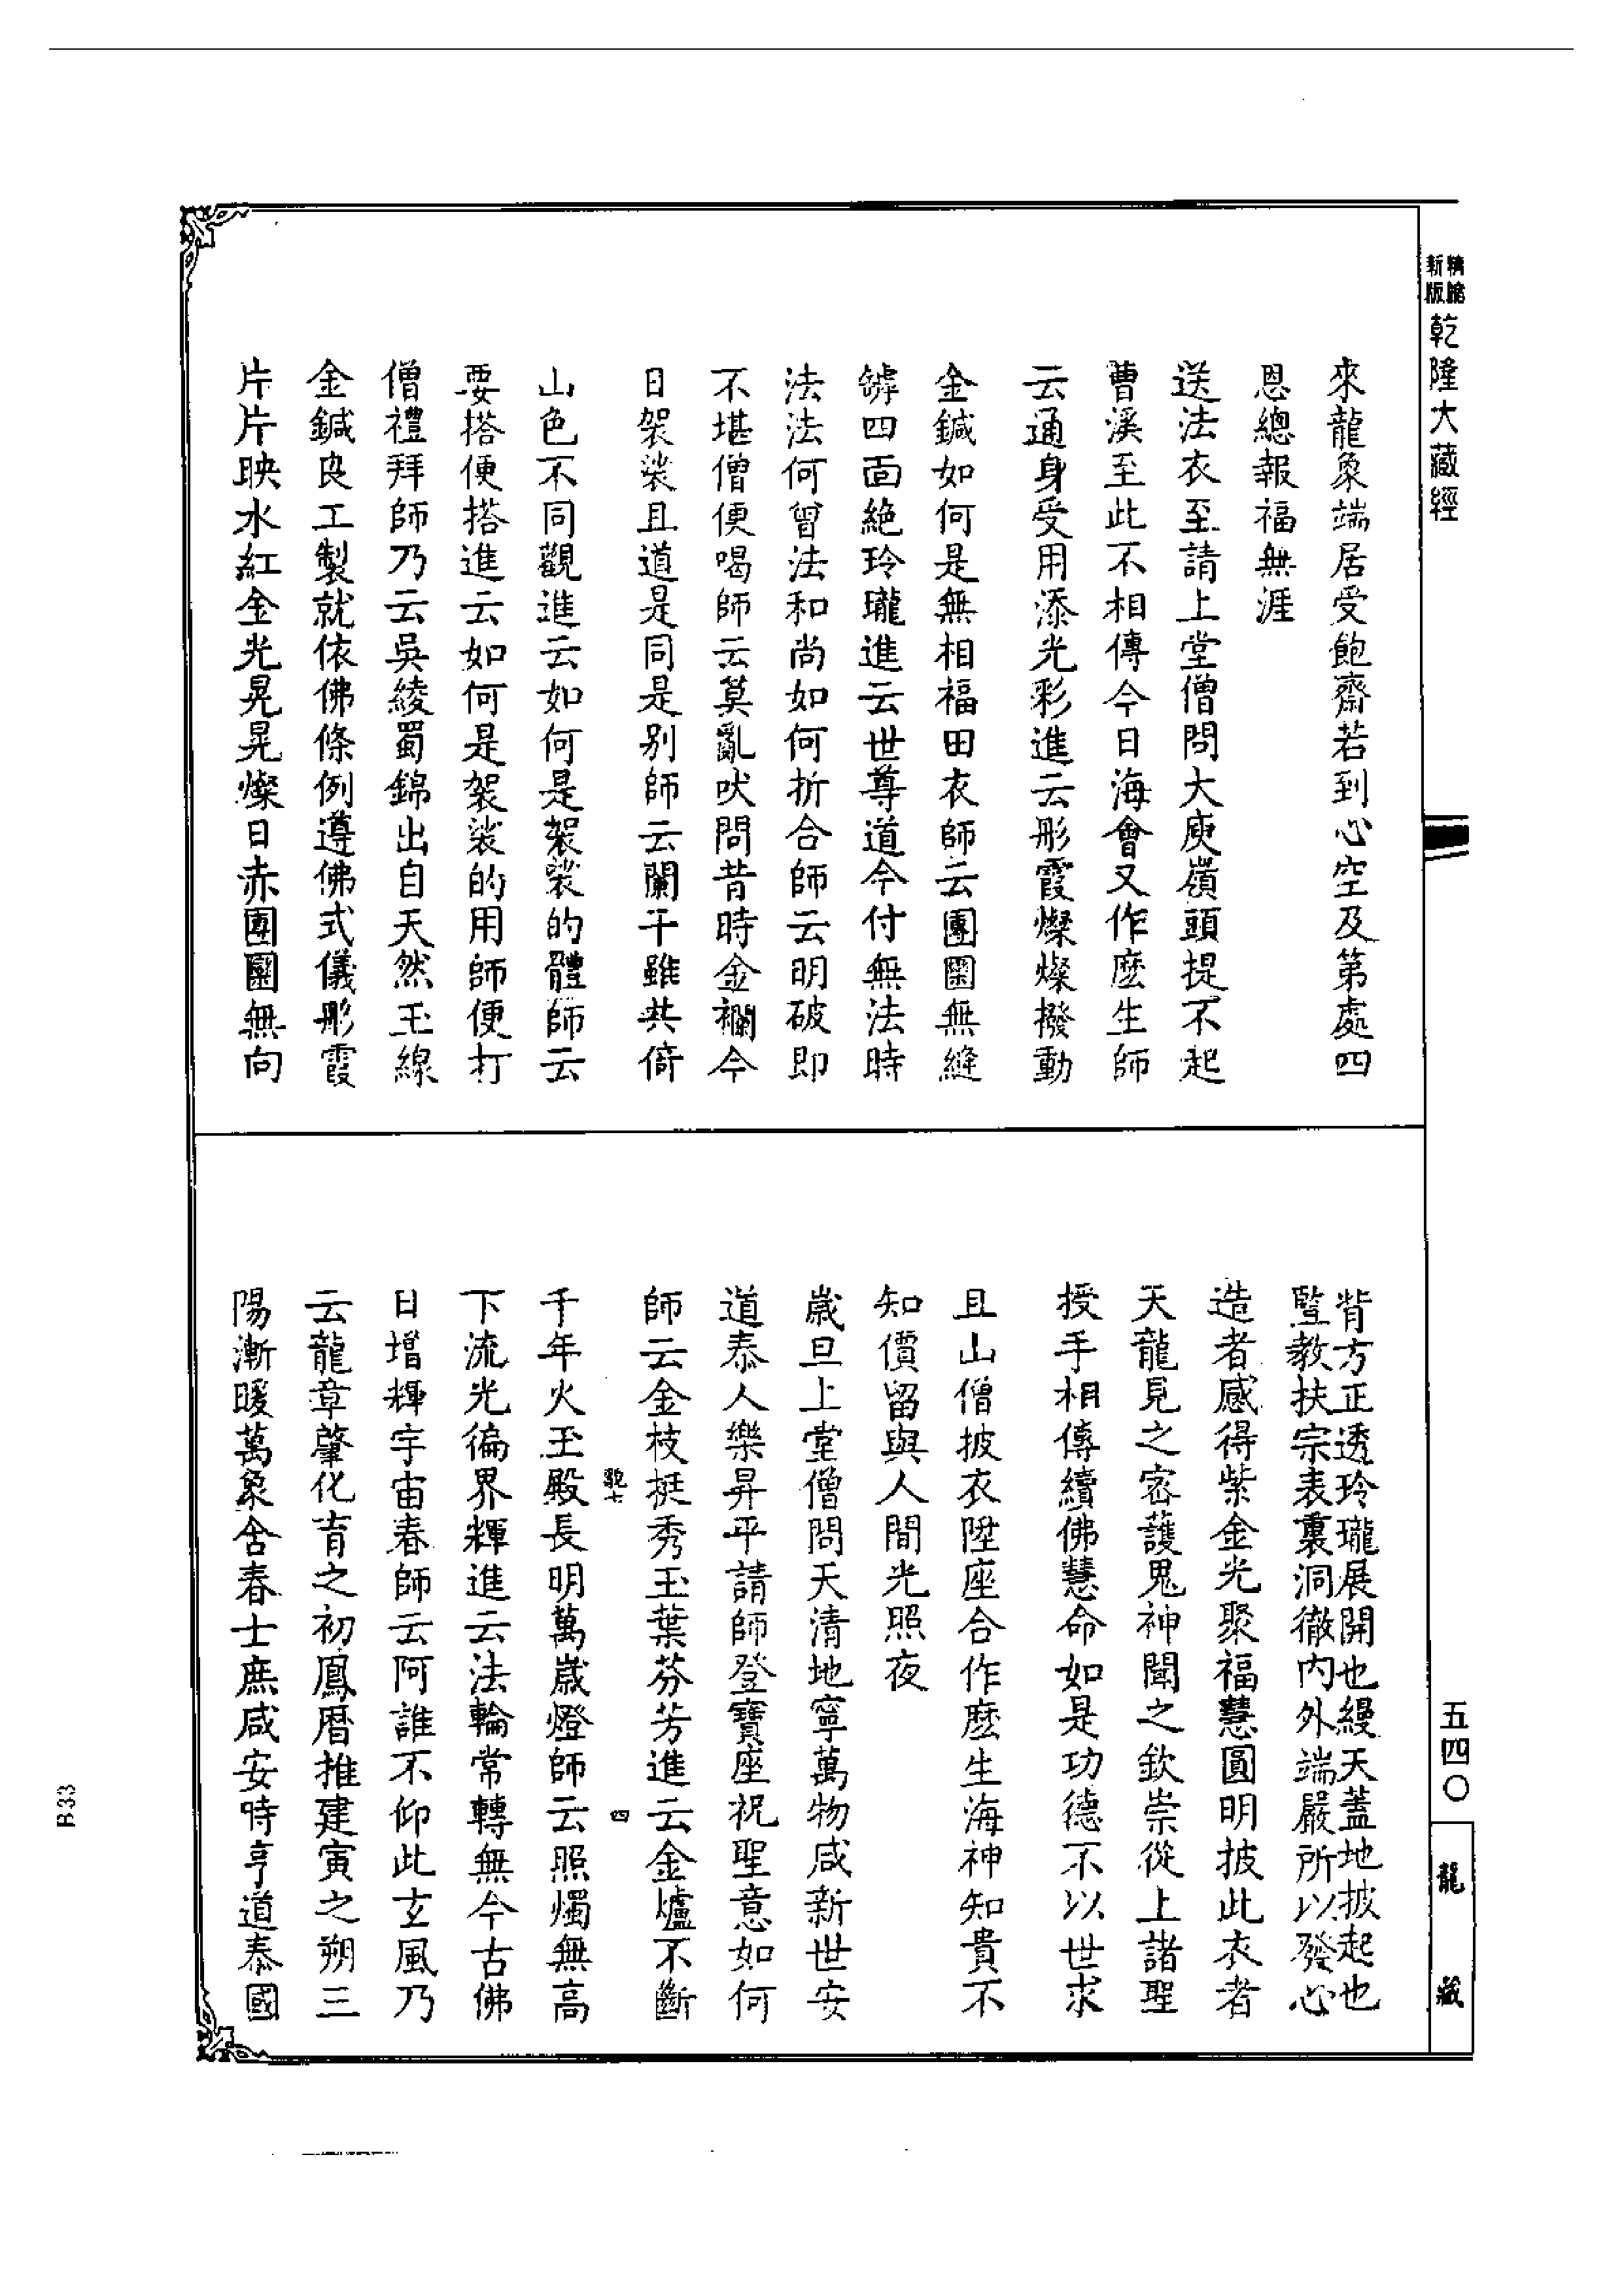 精縮
新版
乾隆大藏經
來龍象端居受飽齋若到心空及第處四
恩總報福無涯
送法衣至請上堂僧問大庾嶺頭提不起
曹溪至此不相傳今日海會又作麼生師
云通身受用添光彩進云彤霞燦燦撥動
金鍼如何是無相福田衣師云團團無縫
罅四面絶玲瓏進云世尊道今付無法時
法法何曾法和尚如何折合師云明破即
不堪僧便喝師云莫亂吠問昔時金襴今
日袈裟且道是同是别師云闌干雖共倚
山色不同觀進云如何是袈裟的體師云
要搭便搭進云如何是袈裟的用師便打
僧禮拜師乃云吳綾蜀錦出自天然玉線
金鍼良工製就依佛條例遵佛式儀彤霞
片片映水紅金光晃晃燦日赤團團無向
背方正透玲瓏展開也縵天蓋地披起也
暨教扶宗表裏洞徹內外端嚴所以發心
造者感得紫金光聚福慧圓明披此衣者
天龍見之密護鬼神聞之欽崇從上諸聖
授手相傳續佛慧命如是功德不以世求
且山僧披衣陞座合作麼生海神知貴不
知價留與人間光照夜
歲旦上堂僧問天清地寧萬物咸新世安
道泰人樂昇平請師登寶座祝聖意如何
師云金枝挺秀玉葉芬芳進云金爐不斷
四
千年火玉殿長明萬歲燈師云照燭無高
下流光徧界輝進云法輪常轉無今古佛
日增輝宇宙春師云阿誰不仰此玄風乃
云龍章肇化育之初鳳曆推建寅之朔三
陽漸暖萬象含春士庶咸安時亨道泰國
五四〇
龍藏
B33